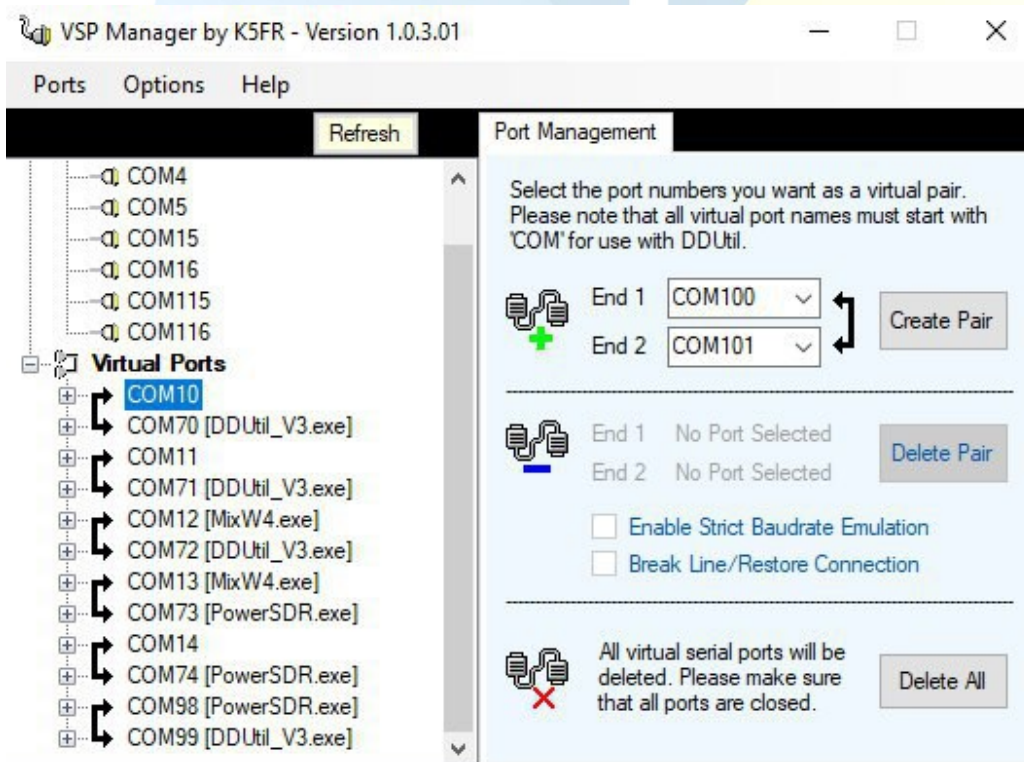 VSP Manager by K5FR - Version 1.0.3.01
Ports Options Help
Refresh
COM4
COM5
COM15
COM16
COM115
COM116
Virtual Ports
COM10
COM70 [DDUtil_V3.exe]
COM11
COM71 [DDUtil_V3.exe]
COM12 [MixW4.exe]
COM72 [DDUtil_V3.exe]
COM13 [MixW4.exe]
COM73 [PowerSDR.exe]
COM14
COM74 [PowerSDR.exe]
COM98 [PowerSDR.exe]
COM99 [DDUtil_V3.exe]
Port Management
Select the port numbers you want as a virtual pair.
Please note that all virtual port names must start with
'COM' for use with DDUtil.
End 1 COM100
End 2 COM101
Create Pair
End 1 No Port Selected
End 2 No Port Selected
Delete Pair
Enable Strict Baudrate Emulation
Break Line/Restore Connection
All virtual serial ports will be
deleted. Please make sure
that all ports are closed.
Delete All